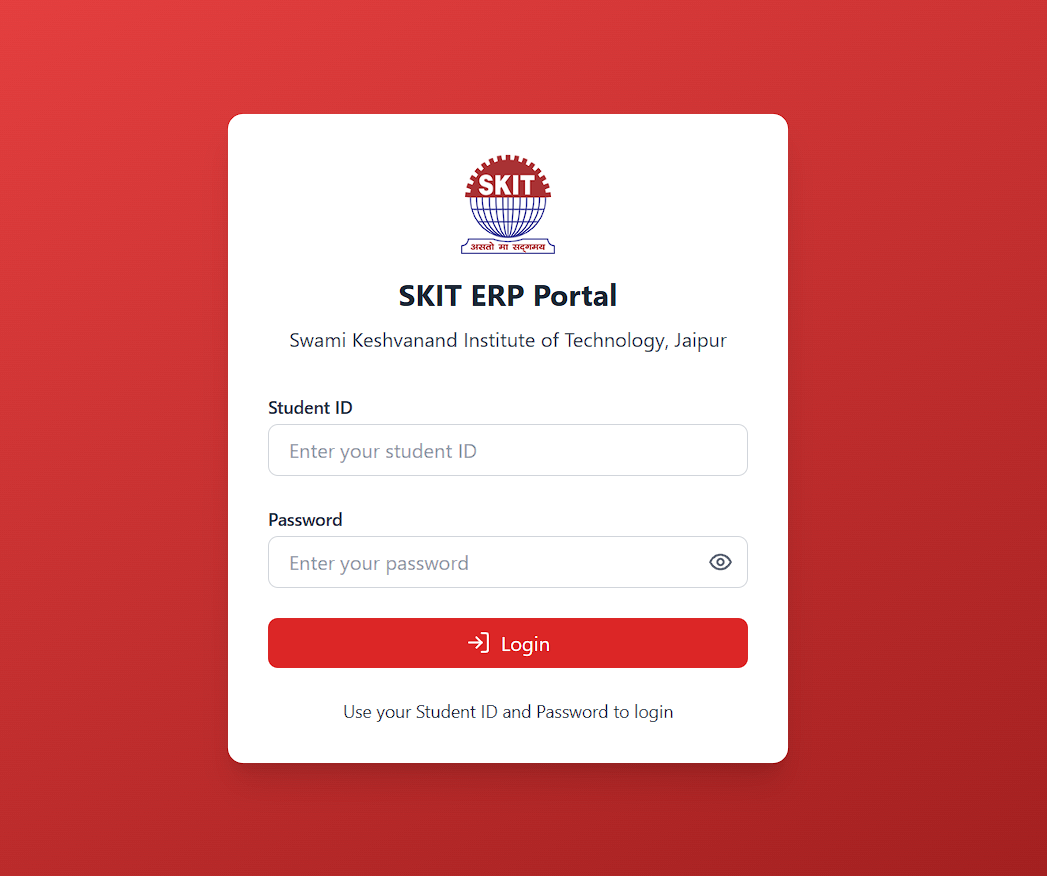 SKIT
असतो मा सद्गमय
SKIT ERP Portal
Swami Keshvanand Institute of Technology, Jaipur
Student ID
Enter your student ID
Password
Enter your password
Login
Use your Student ID and Password to login